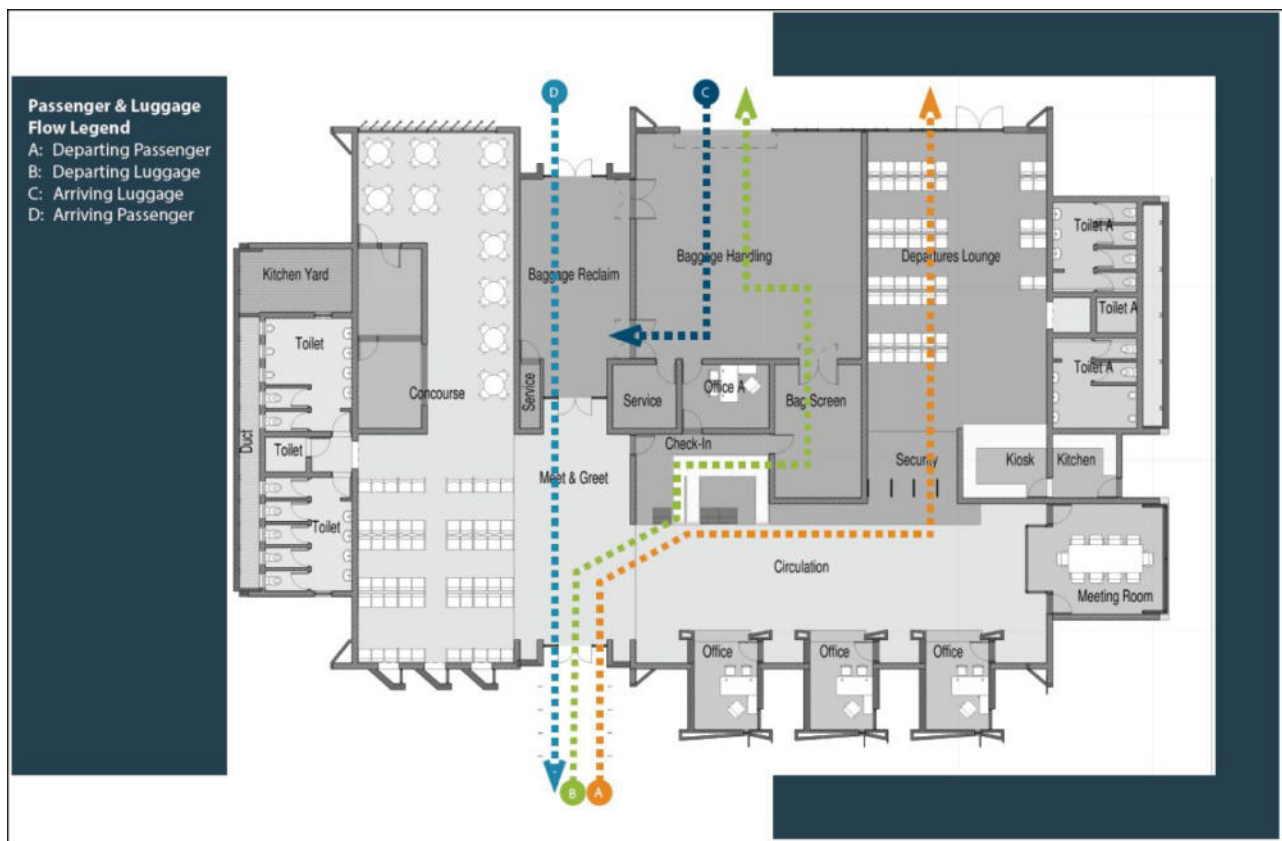 Passenger & Luggage
Flow Legend
A: Departing Passenger
B: Departing Luggage
C: Arriving Luggage
D: Arriving Passenger
D
C
Toilet A
Kitchen Yard
Baggage Reclaim
Baggage Handling
Departures Lounge
Toilet A
Toilet
Toilet A
Concourse
Service
Service
Office A
Bag Screen
Duct
Toilet
Check-In
Meet & Greet
Security
Kiosk
Kitchen
Toilet
Circulation
Meeting Room
Office
Office
Office
B
A